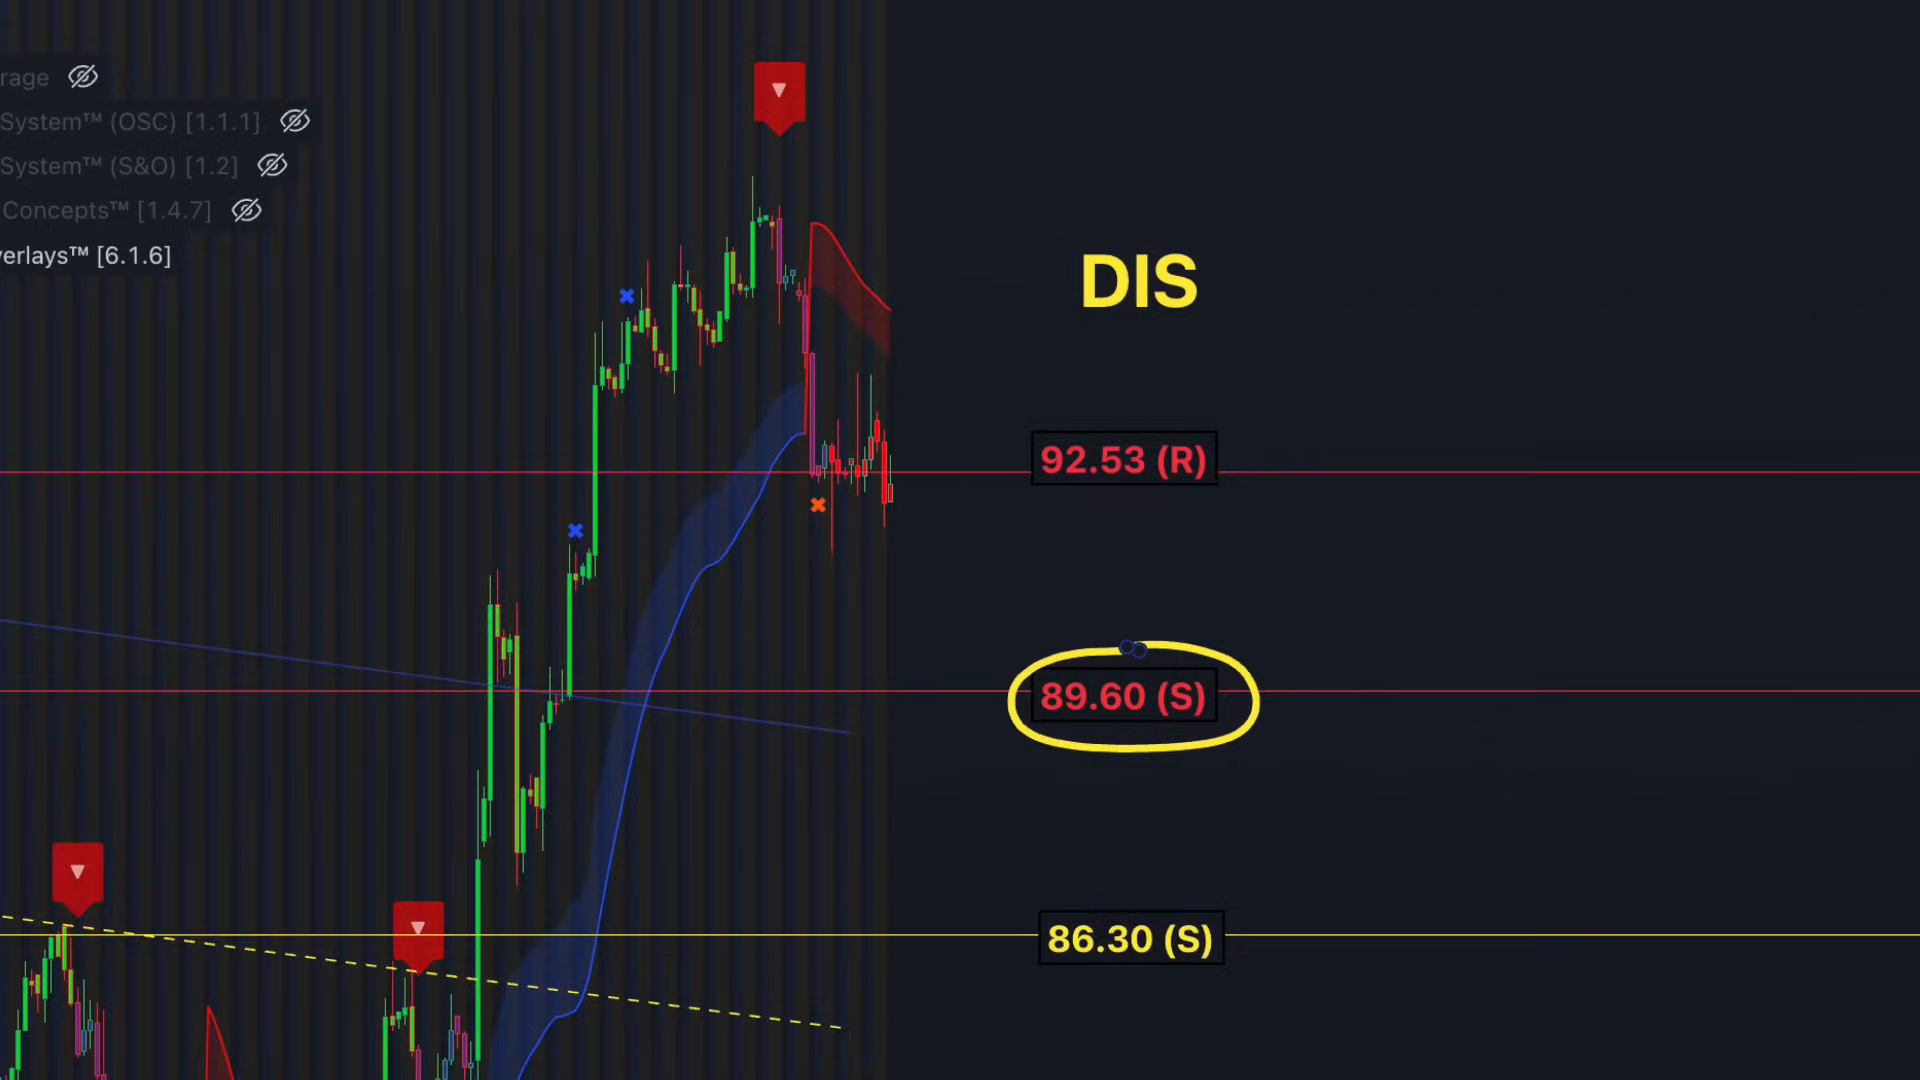 rage
System™ (OSC) [1.1.1]
System™ (S&O) [1.2]
Concepts™ [1.4.7]
verlays™ [6.1.6]
DIS
92.53 (R)
89.60 (S)
86.30 (S)